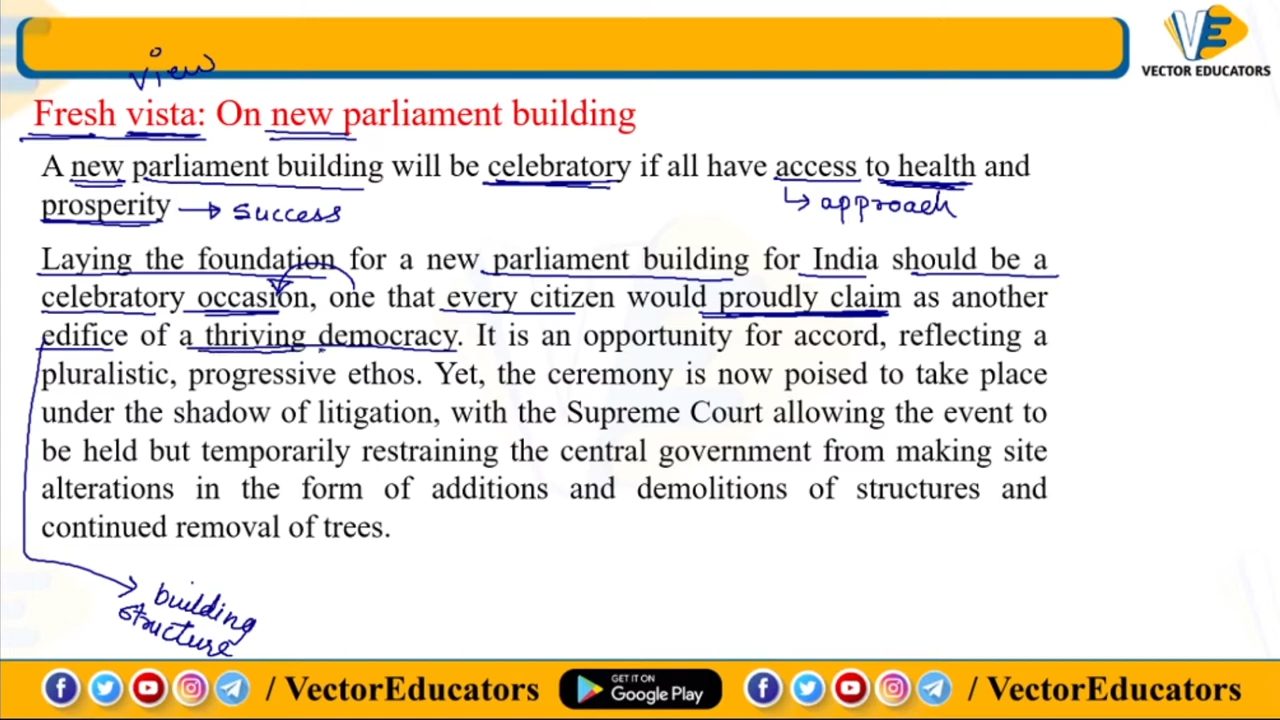 VECTOR EDUCATORS
view
Fresh vista: On new parliament building
A new parliament building will be celebratory if all have access to health and
prosperity → success
↳ approach
Laying the foundation for a new parliament building for India should be a
celebratory occasion, one that every citizen would proudly claim as another
edifice of a thriving democracy. It is an opportunity for accord, reflecting a
pluralistic, progressive ethos. Yet, the ceremony is now poised to take place
under the shadow of litigation, with the Supreme Court allowing the event to
be held but temporarily restraining the central government from making site
alterations in the form of additions and demolitions of structures and
continued removal of trees.
building
structure
/ VectorEducators
GET IT ON
Google Play
/ VectorEducators